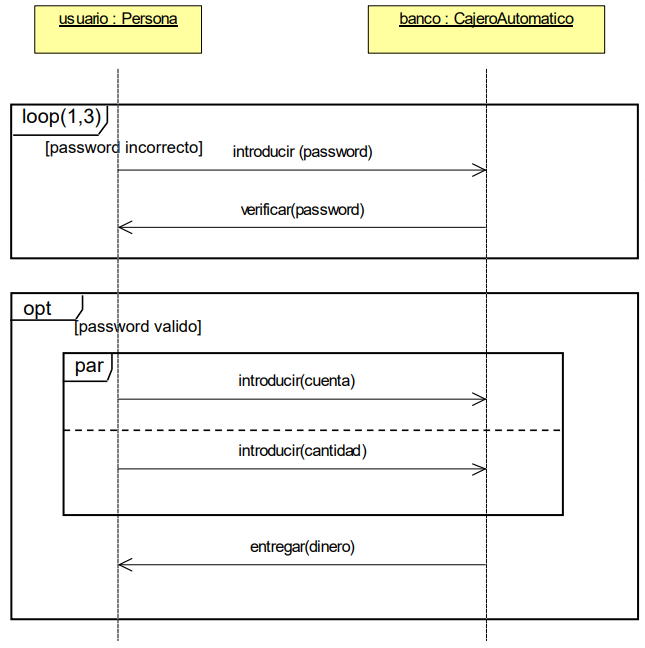 usuario : Persona
banco : CajeroAutomatico
loop(1,3)
[password incorrecto]
introducir (password)
verificar(password)
opt
[password valido]
par
introducir(cuenta)
introducir(cantidad)
entregar(dinero)